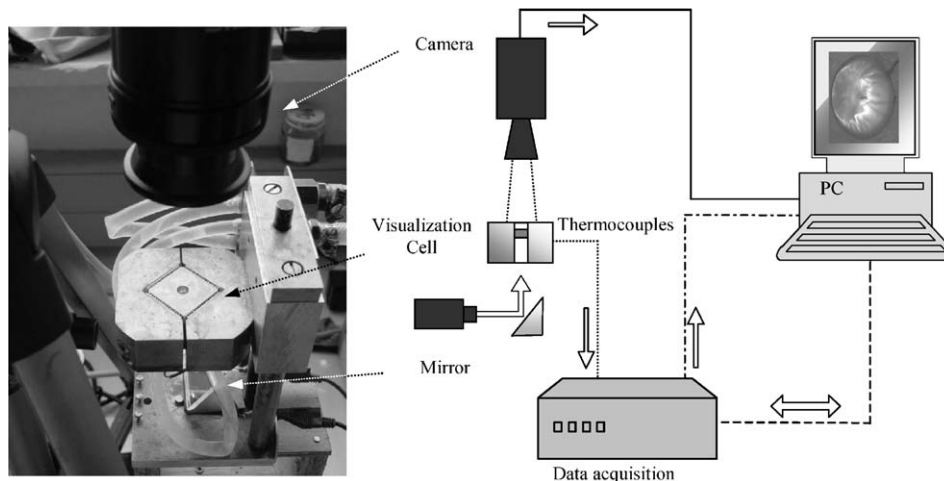 Camera
Visualization
Cell
Thermocouples
Mirror
PC
Data acquisition